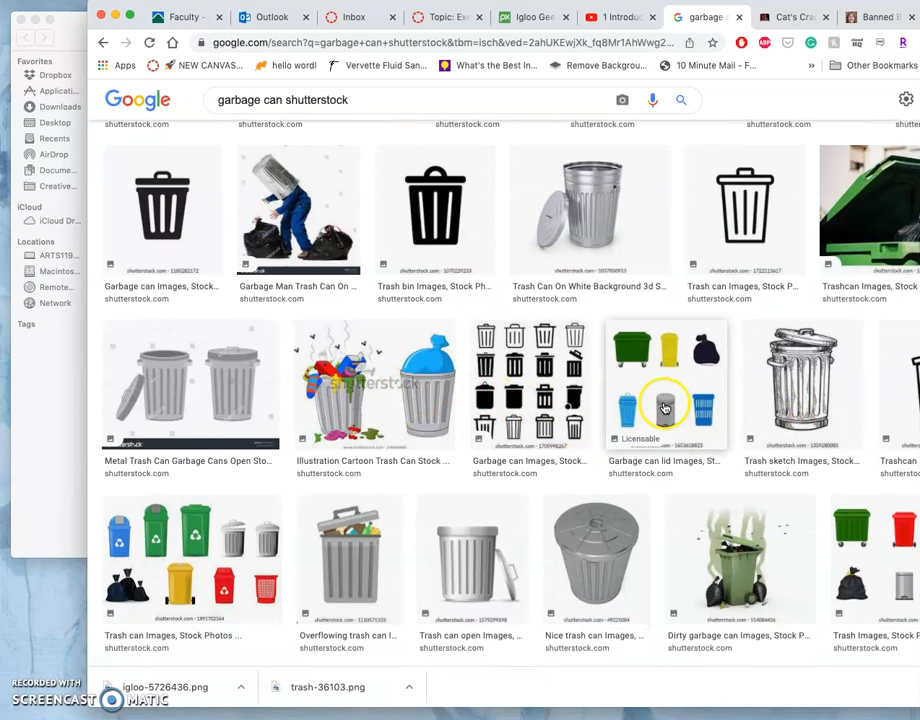 Faculty -
Outlook
Inbox
Topic: Exe
Igloo Gee
1 Introduc
garbage c
Cat's Cra
Banned B
google.com/search?q=garbage+can+shutterstock&tbm=isch&ved=2ahUKEwjXk_fq8Mr1AhWwg2...
Favorites
Dropbox
Applicati...
Downloads
Desktop
Recents
AirDrop
Docume...
Creative...
iCloud
iCloud Dr...
Locations
ARTS119...
Macintos...
Remote...
Network
Tags
Apps
NEW CANVAS...
hello wordl
Vervette Fluid San...
What's the Best In...
Remove Backgrou...
10 Minute Mail - F...
»
Other Bookmarks
Google
garbage can shutterstock
shutterstock.com
shutterstock.com
shutterstock.com
shutterstock.com
shutterstock.com
Garbage can Images, Stock...
shutterstock.com
Garbage Man Trash Can On ...
shutterstock.com
Trash bin Images, Stock Ph...
shutterstock.com
Trash Can On White Background 3d S...
shutterstock.com
Trash can Images, Stock P...
shutterstock.com
Trashcan Images, Stock P...
shutterstock.com
shutterstock
Licensable
Metal Trash Can Garbage Cans Open Sto...
shutterstock.com
Illustration Cartoon Trash Can Stock ...
shutterstock.com
Garbage can Images, Stock...
shutterstock.com
Garbage can lid Images, St...
shutterstock.com
Trash sketch Images, Stock...
shutterstock.com
Trashcan
shutterstock.com
Trash can Images, Stock Photos ...
shutterstock.com
Overflowing trash can I...
shutterstock.com
Trash can open Images, ...
shutterstock.com
Nice trash can Images, ...
shutterstock.com
Dirty garbage can Images, Stock P...
shutterstock.com
Trash Images, Stock
shutterstock.com
igloo-5726436.png
trash-36103.png
RECORDED WITH
SCREENCAST MATIC